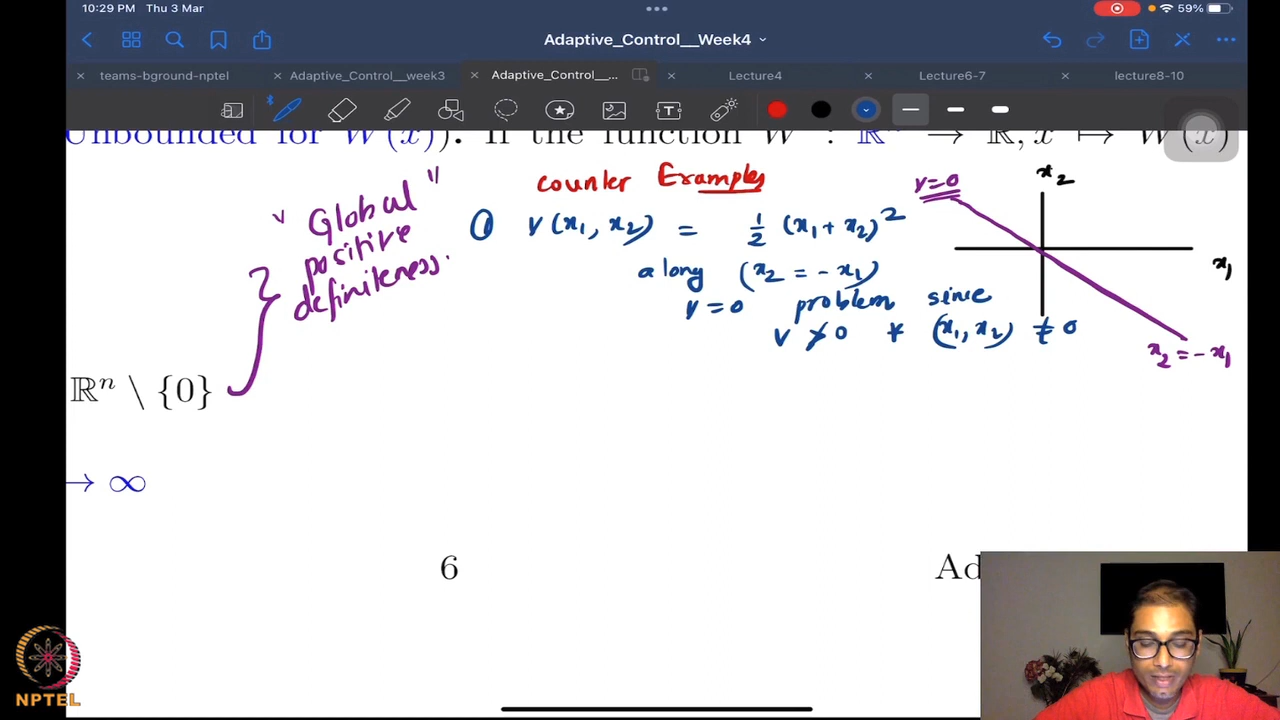 10:29 PM Thu 3 Mar
59%
Adaptive_Control__Week4
teams-bground-nptel
Adaptive_Control__week3
Adaptive_Control__...
Lecture4
Lecture6-7
lecture8-10
Unbounded for W(x)). If the function W : ℝⁿ → ℝ, x ↦ W(x)
"Global
positive
definiteness."
counter Examples
① V(x₁, x₂) = ½ (x₁ + x₂)²
along (x₂ = -x₁)
V=0 problem since
V ≯ 0 ∀ (x₁, x₂) ≠ 0
V=0
x₂
x₁
x₂ = -x₁
ℝⁿ \ {0}
→ ∞
6
Ad
NPTEL